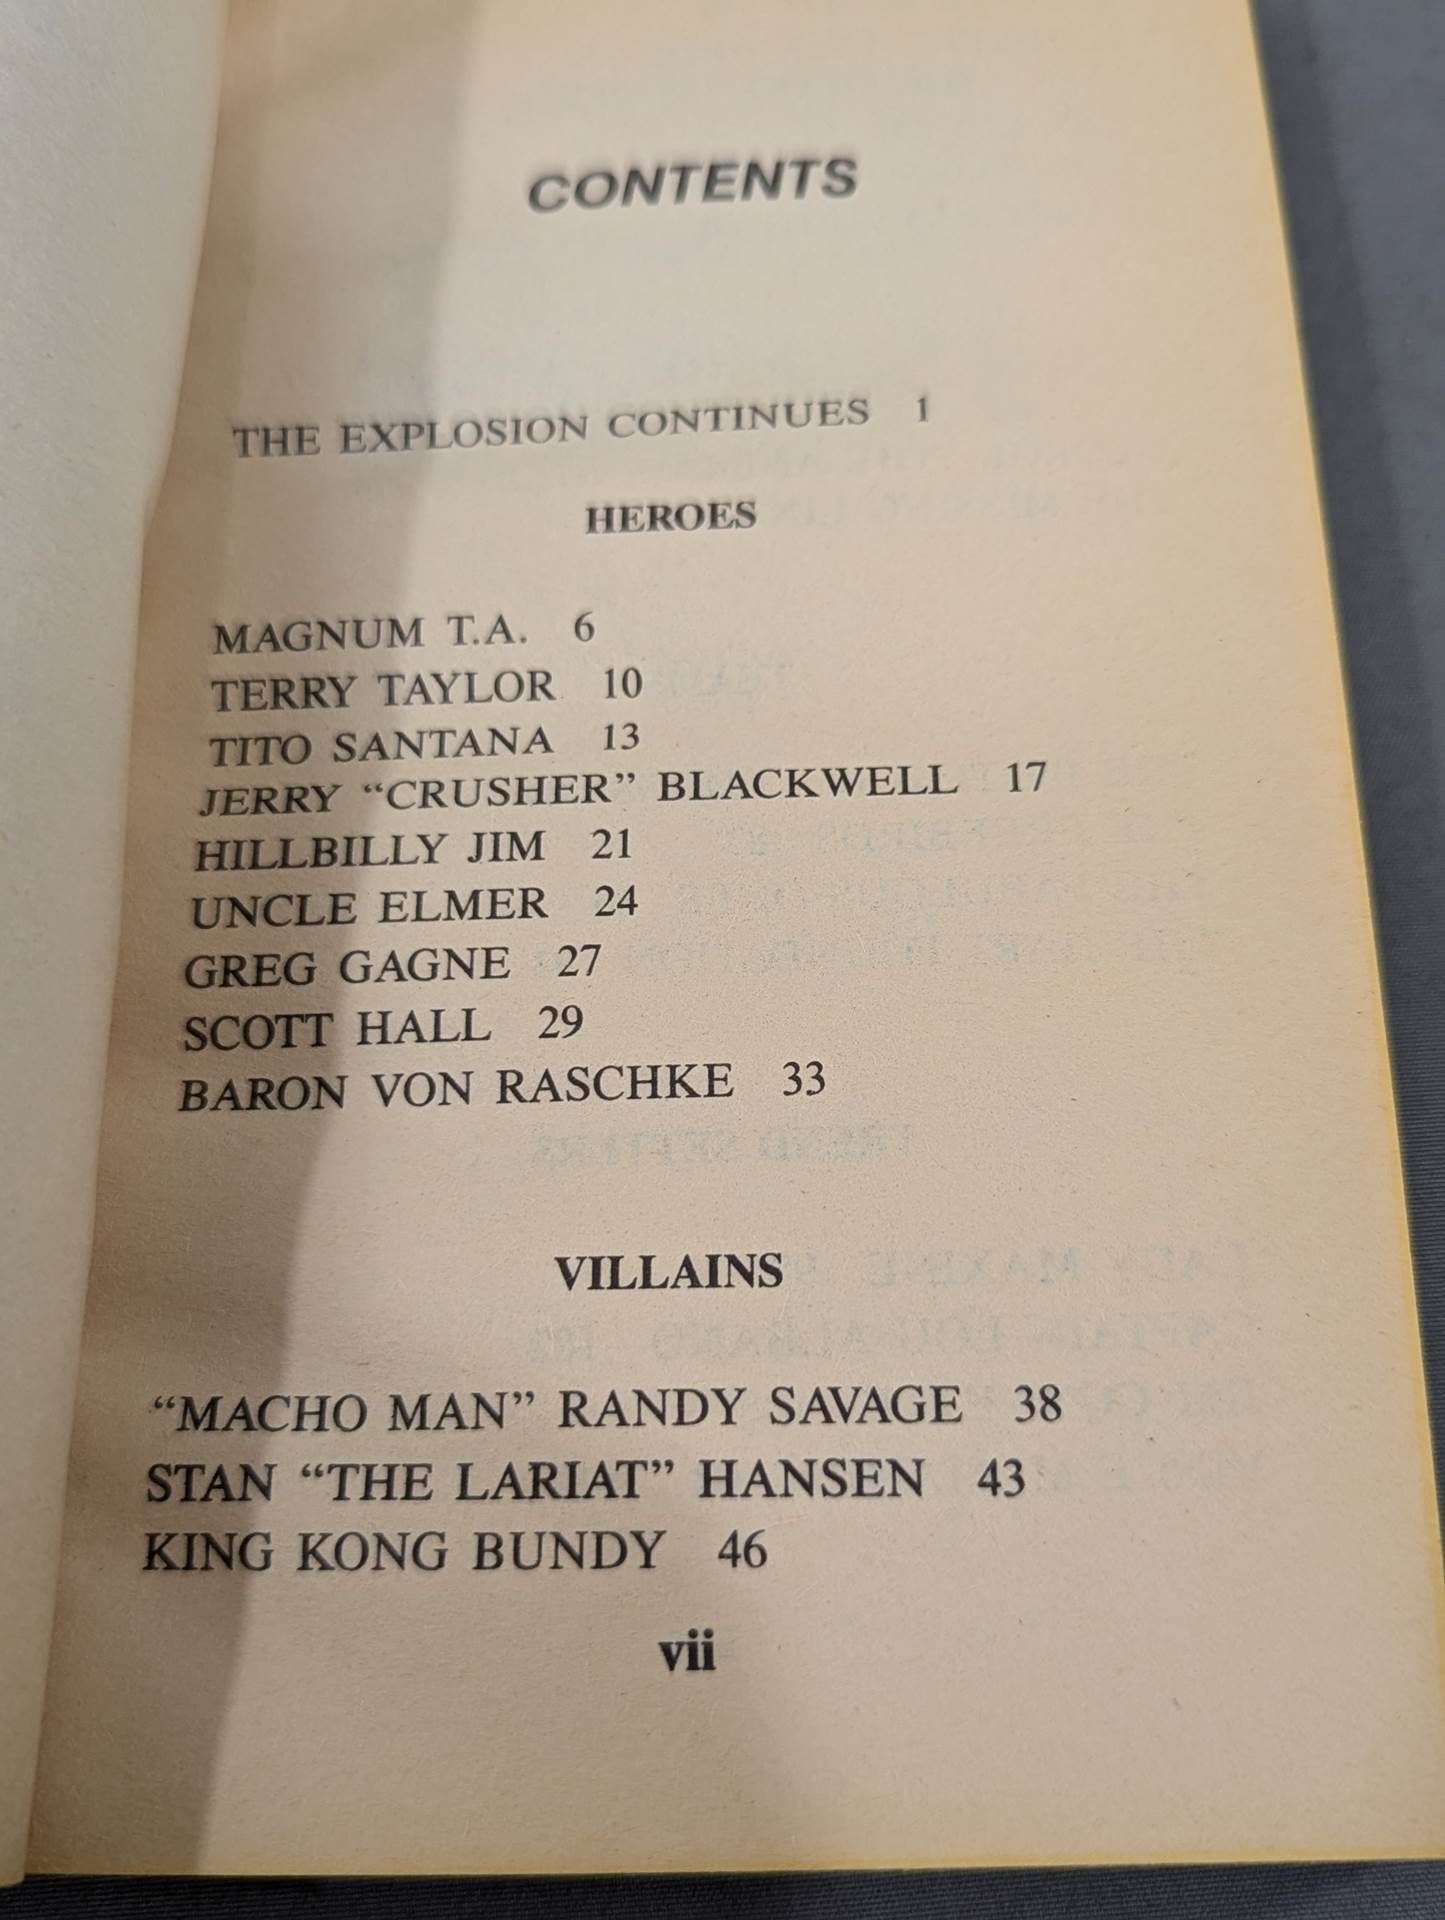 CONTENTS
THE EXPLOSION CONTINUES 1
HEROES
MAGNUM T.A. 6
TERRY TAYLOR 10
TITO SANTANA 13
JERRY “CRUSHER” BLACKWELL 17
HILLBILLY JIM 21
UNCLE ELMER 24
GREG GAGNE 27
SCOTT HALL 29
BARON VON RASCHKE 33
VILLAINS
“MACHO MAN” RANDY SAVAGE 38
STAN “THE LARIAT” HANSEN 43
KING KONG BUNDY 46
vii